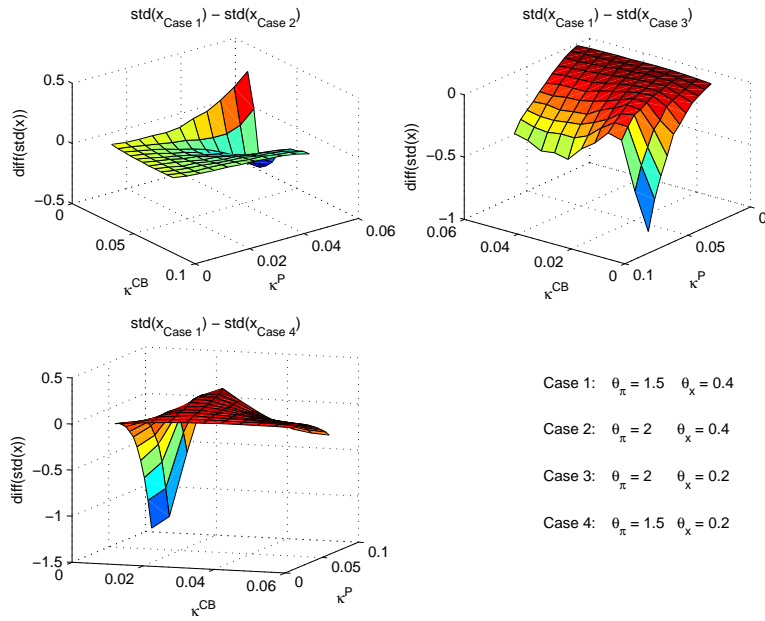 std(x_Case 1) − std(x_Case 2)
0.5
0
−0.5
diff(std(x))
0
0.05
0.1
κ^CB
0
0.02
0.04
0.06
κ^P
std(x_Case 1) − std(x_Case 3)
0
−0.5
−1
diff(std(x))
0.06
0.04
0.02
0
κ^CB
0.1
0.05
0
κ^P
std(x_Case 1) − std(x_Case 4)
0.5
0
−0.5
−1
−1.5
diff(std(x))
0
0.02
0.04
0.06
κ^CB
0
0.05
0.1
κ^P
Case 1: θ_π = 1.5 θ_x = 0.4
Case 2: θ_π = 2 θ_x = 0.4
Case 3: θ_π = 2 θ_x = 0.2
Case 4: θ_π = 1.5 θ_x = 0.2